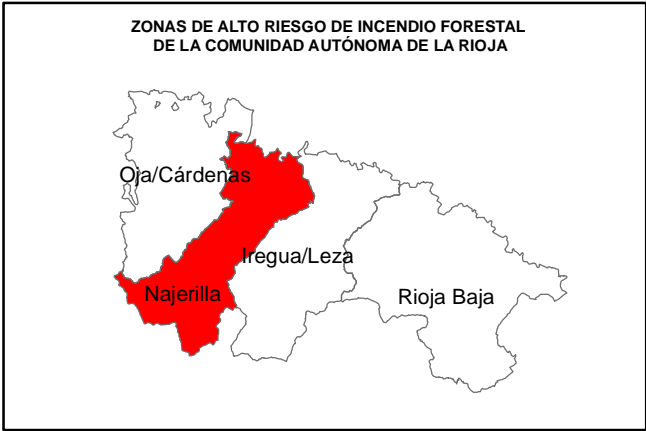 ZONAS DE ALTO RIESGO DE INCENDIO FORESTAL
DE LA COMUNIDAD AUTÓNOMA DE LA RIOJA
Oja/Cárdenas
Iregua/Leza
Najerilla
Rioja Baja